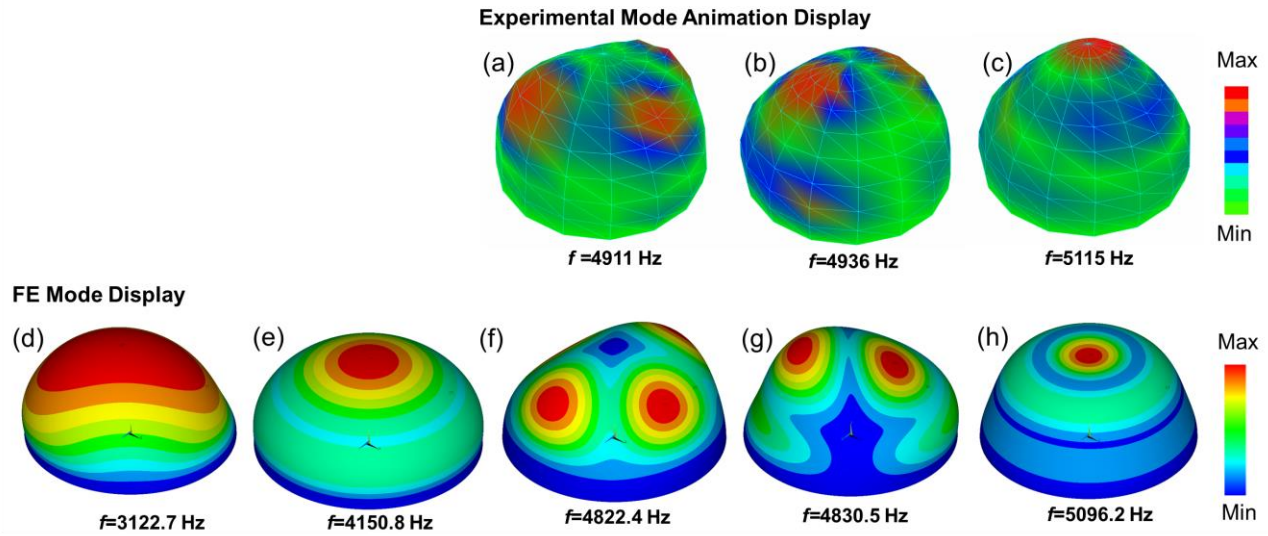 Experimental Mode Animation Display
(a)
(b)
(c)
Max
Min
f =4911 Hz
f=4936 Hz
f=5115 Hz
FE Mode Display
(d)
(e)
(f)
(g)
(h)
Max
Min
f=3122.7 Hz
f=4150.8 Hz
f=4822.4 Hz
f=4830.5 Hz
f=5096.2 Hz